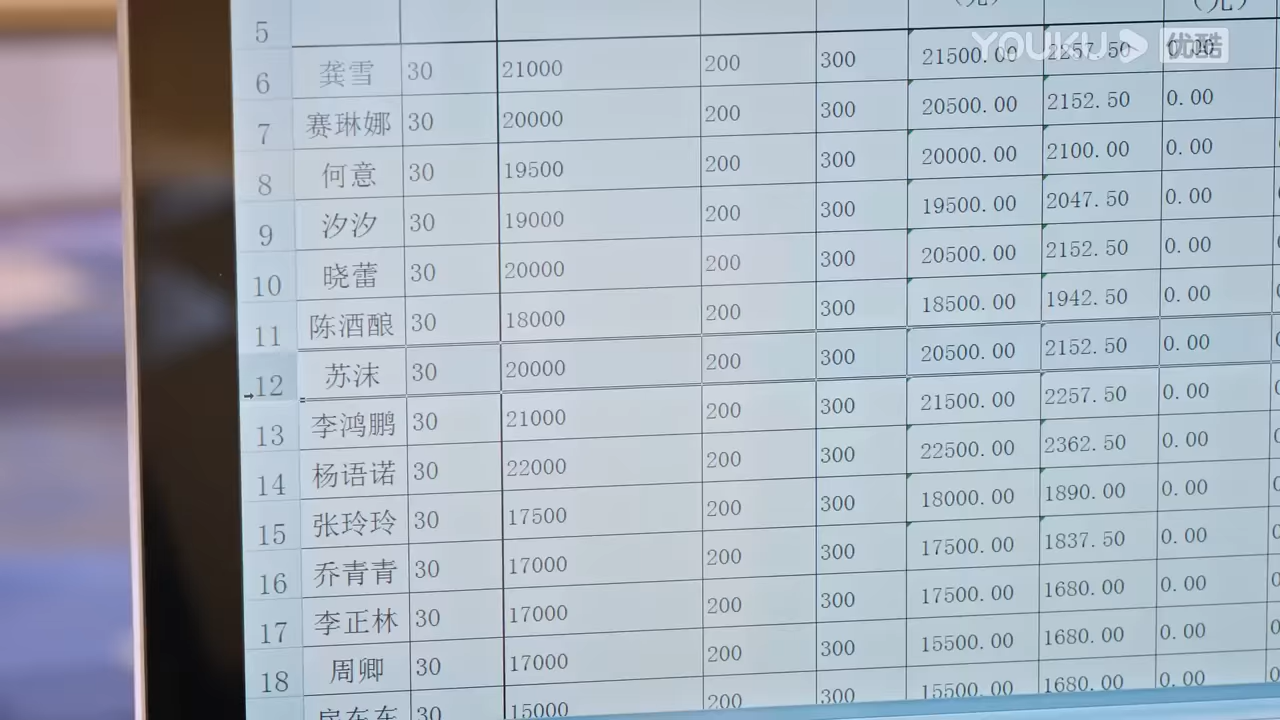 5 (元)
6 龚雪 30 21000 200 300 21500.00 2257.50 0.00
YOUKU 优酷
7 赛琳娜 30 20000 200 300 20500.00 2152.50 0.00
8 何意 30 19500 200 300 20000.00 2100.00 0.00
9 汐汐 30 19000 200 300 19500.00 2047.50 0.00
10 晓蕾 30 20000 200 300 20500.00 2152.50 0.00
11 陈酒酿 30 18000 200 300 18500.00 1942.50 0.00
12 苏沫 30 20000 200 300 20500.00 2152.50 0.00
13 李鸿鹏 30 21000 200 300 21500.00 2257.50 0.00
14 杨语诺 30 22000 200 300 22500.00 2362.50 0.00
15 张玲玲 30 17500 200 300 18000.00 1890.00 0.00
16 乔青青 30 17000 200 300 17500.00 1837.50 0.00
17 李正林 30 17000 200 300 17500.00 1680.00 0.00
18 周卿 30 17000 200 300 15500.00 1680.00 0.00
30 15000 200 300 15500.00 1680.00 0.00